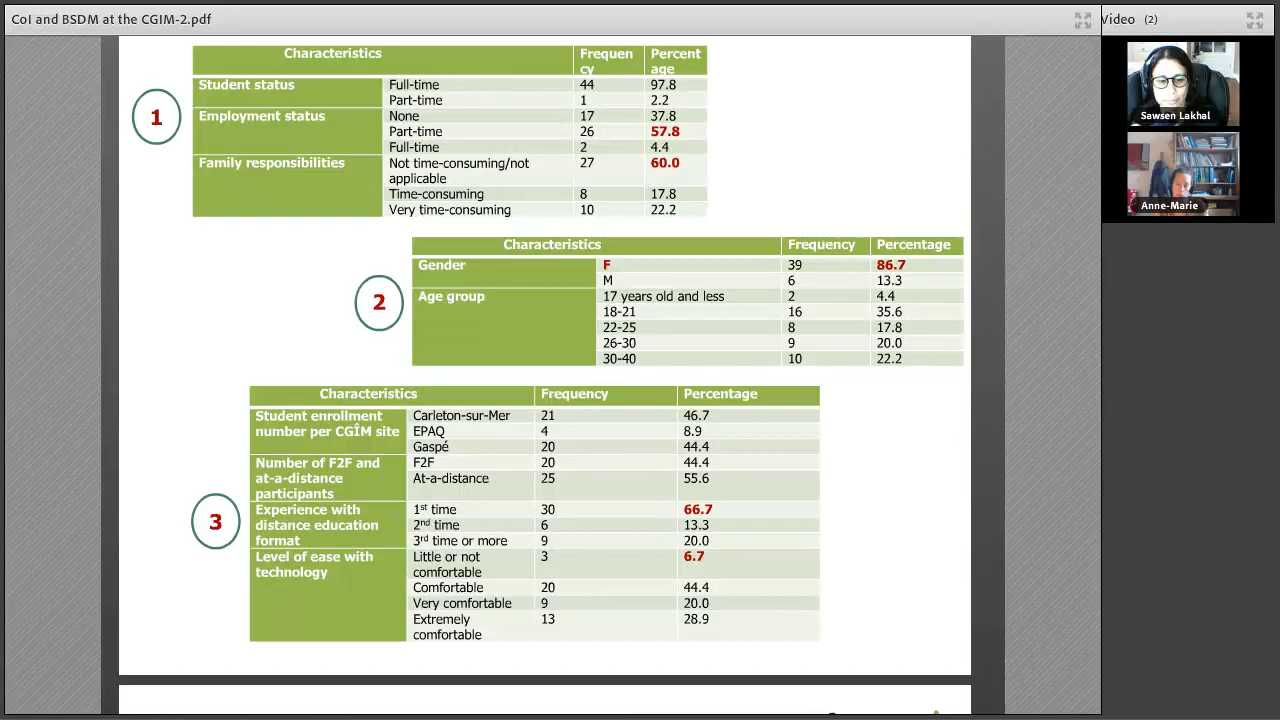 CoI and BSDM at the CGIM-2.pdf
Video (2)
Sawsen Lakhal
Anne-Marie
1
Characteristics Frequen Percent
cy age
Student status Full-time 44 97.8
Part-time 1 2.2
Employment status None 17 37.8
Part-time 26 57.8
Full-time 2 4.4
Family responsibilities Not time-consuming/not 27 60.0
applicable
Time-consuming 8 17.8
Very time-consuming 10 22.2
2
Characteristics Frequency Percentage
Gender F 39 86.7
M 6 13.3
Age group 17 years old and less 2 4.4
18-21 16 35.6
22-25 8 17.8
26-30 9 20.0
30-40 10 22.2
3
Characteristics Frequency Percentage
Student enrollment Carleton-sur-Mer 21 46.7
number per CGÎM site EPAQ 4 8.9
Gaspé 20 44.4
Number of F2F and F2F 20 44.4
at-a-distance At-a-distance 25 55.6
participants
Experience with 1st time 30 66.7
distance education 2nd time 6 13.3
format 3rd time or more 9 20.0
Level of ease with Little or not 3 6.7
technology comfortable
Comfortable 20 44.4
Very comfortable 9 20.0
Extremely 13 28.9
comfortable